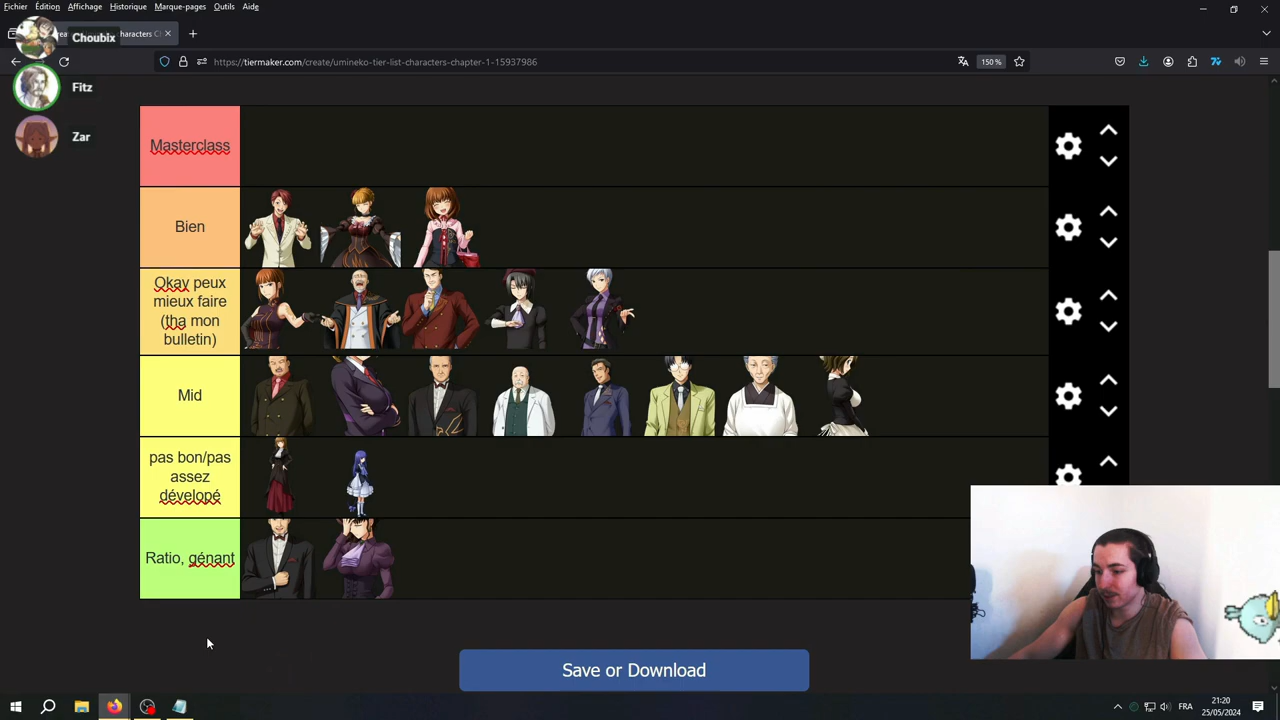 Fichier Édition Affichage Historique Marque-pages Outils Aide
Choubix
haracters C
https://tiermaker.com/create/umineko-tier-list-characters-chapter-1-15937986
150 %
Fitz
Zar
Masterclass
Bien
Okay peux
mieux faire
(tha mon
bulletin)
Mid
pas bon/pas
assez
dévelopé
Ratio, génant
Save or Download
FRA
21:20
25/05/2024